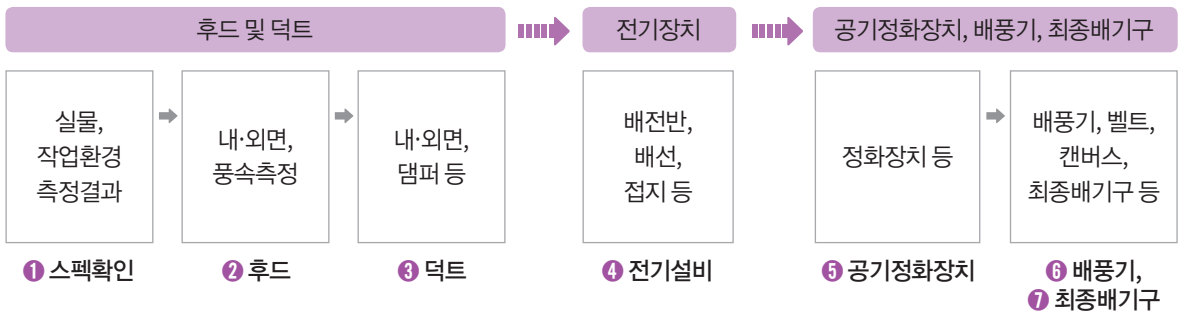 후드 및 덕트
전기장치
공기정화장치, 배풍기, 최종배기구
실물,
작업환경
측정결과
내·외면,
풍속측정
내·외면,
댐퍼 등
배전반,
배선,
접지 등
정화장치 등
배풍기, 벨트,
캔버스,
최종배기구 등
❶ 스펙확인
❷ 후드
❸ 덕트
❹ 전기설비
❺ 공기정화장치
❻ 배풍기,
❼ 최종배기구